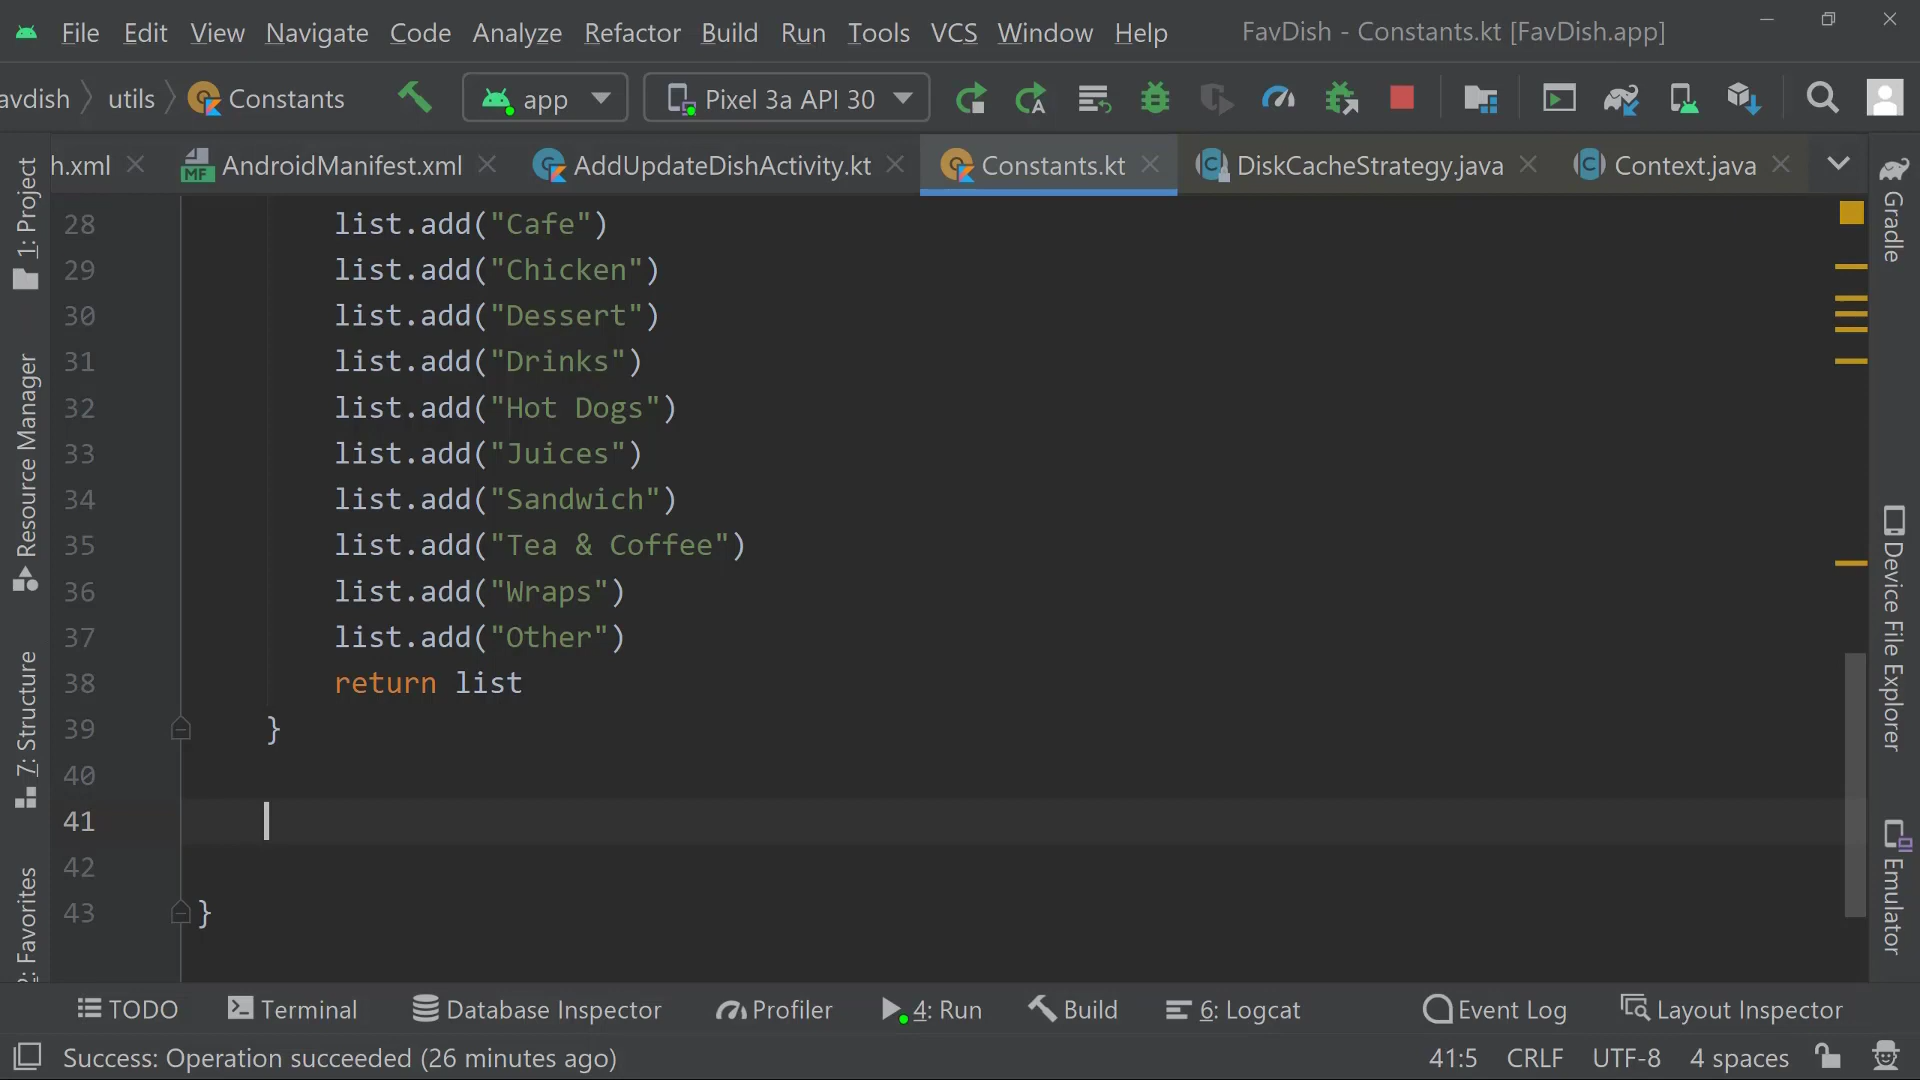 File Edit View Navigate Code Analyze Refactor Build Run Tools VCS Window Help FavDish - Constants.kt [FavDish.app]
avdish utils Constants app Pixel 3a API 30
h.xml AndroidManifest.xml AddUpdateDishActivity.kt Constants.kt DiskCacheStrategy.java Context.java
28 list.add("Cafe")
29 list.add("Chicken")
30 list.add("Dessert")
31 list.add("Drinks")
32 list.add("Hot Dogs")
33 list.add("Juices")
34 list.add("Sandwich")
35 list.add("Tea & Coffee")
36 list.add("Wraps")
37 list.add("Other")
38 return list
39 }
40
41
42
43 }
1: Project
Resource Manager
7: Structure
2: Favorites
Gradle
Device File Explorer
Emulator
TODO Terminal Database Inspector Profiler 4: Run Build 6: Logcat Event Log Layout Inspector
Success: Operation succeeded (26 minutes ago) 41:5 CRLF UTF-8 4 spaces